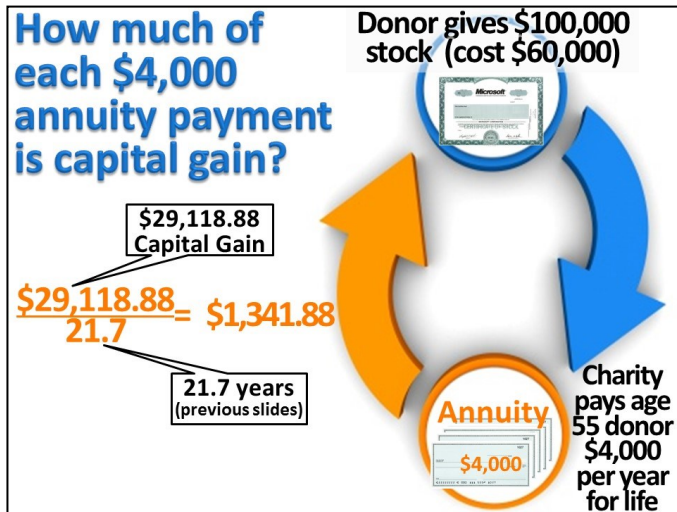 How much of
each $4,000
annuity payment
is capital gain?
Donor gives $100,000
stock (cost $60,000)
Microsoft
$29,118.88
Capital Gain
$29,118.88 = $1,341.88
21.7
21.7 years
(previous slides)
Annuity
$4,000
Charity
pays age
55 donor
$4,000
per year
for life